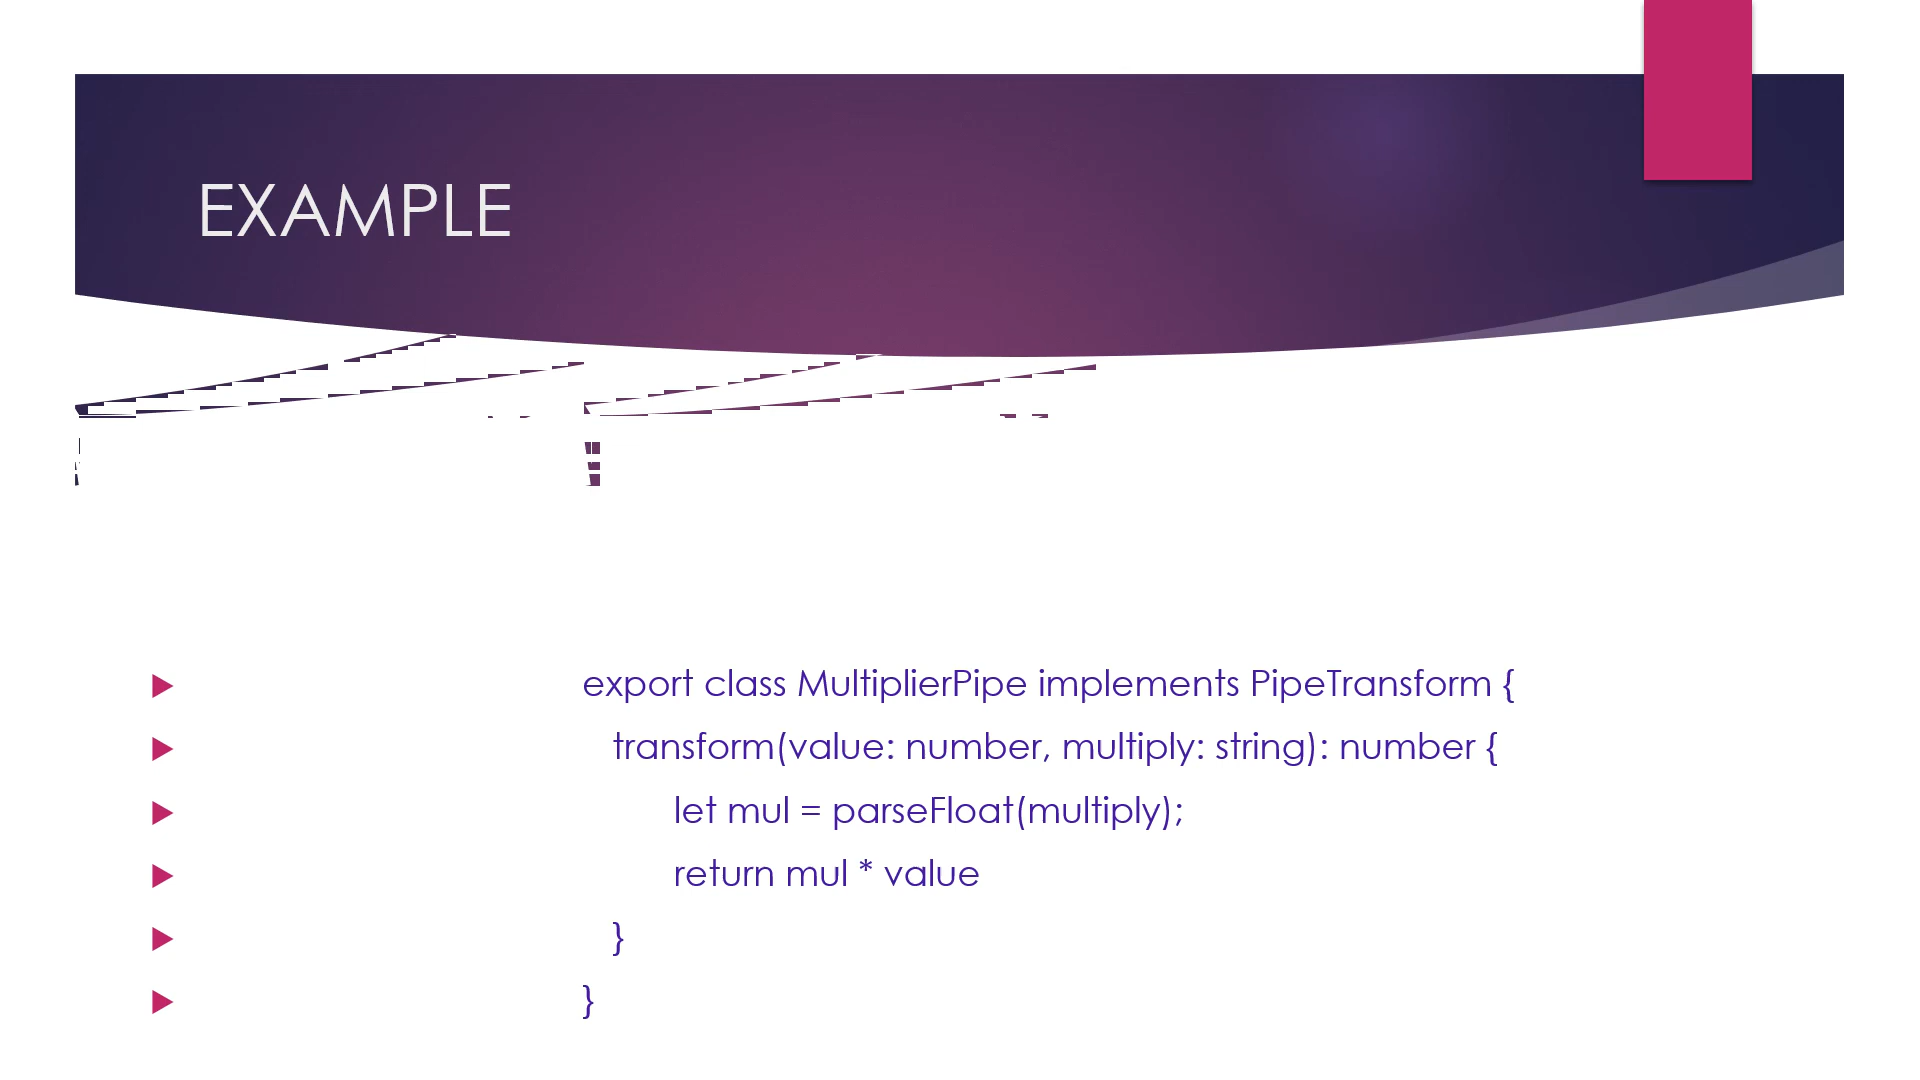 EXAMPLE
export class MultiplierPipe implements PipeTransform {
transform(value: number, multiply: string): number {
let mul = parseFloat(multiply);
return mul * value
}
}